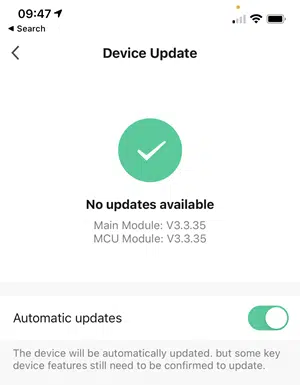 09:47
Search
Device Update
No updates available
Main Module: V3.3.35
MCU Module: V3.3.35
Automatic updates
The device will be automatically updated. but some key
device features still need to be confirmed to update.